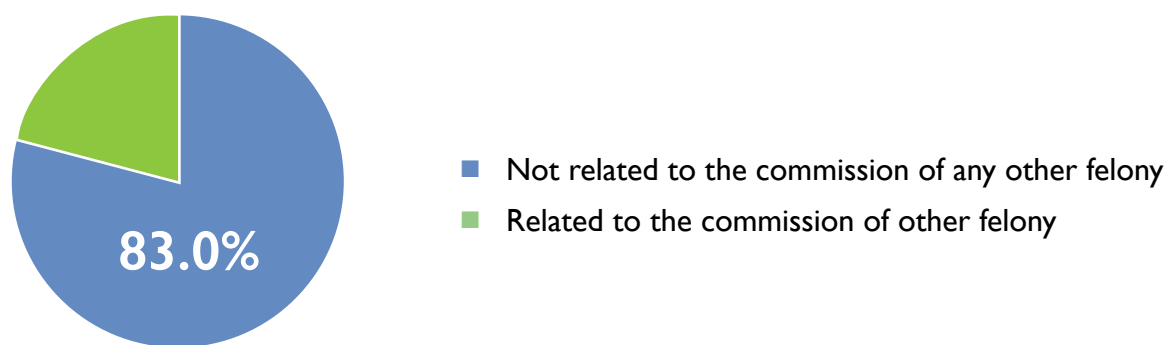 83.0%
Not related to the commission of any other felony
Related to the commission of other felony